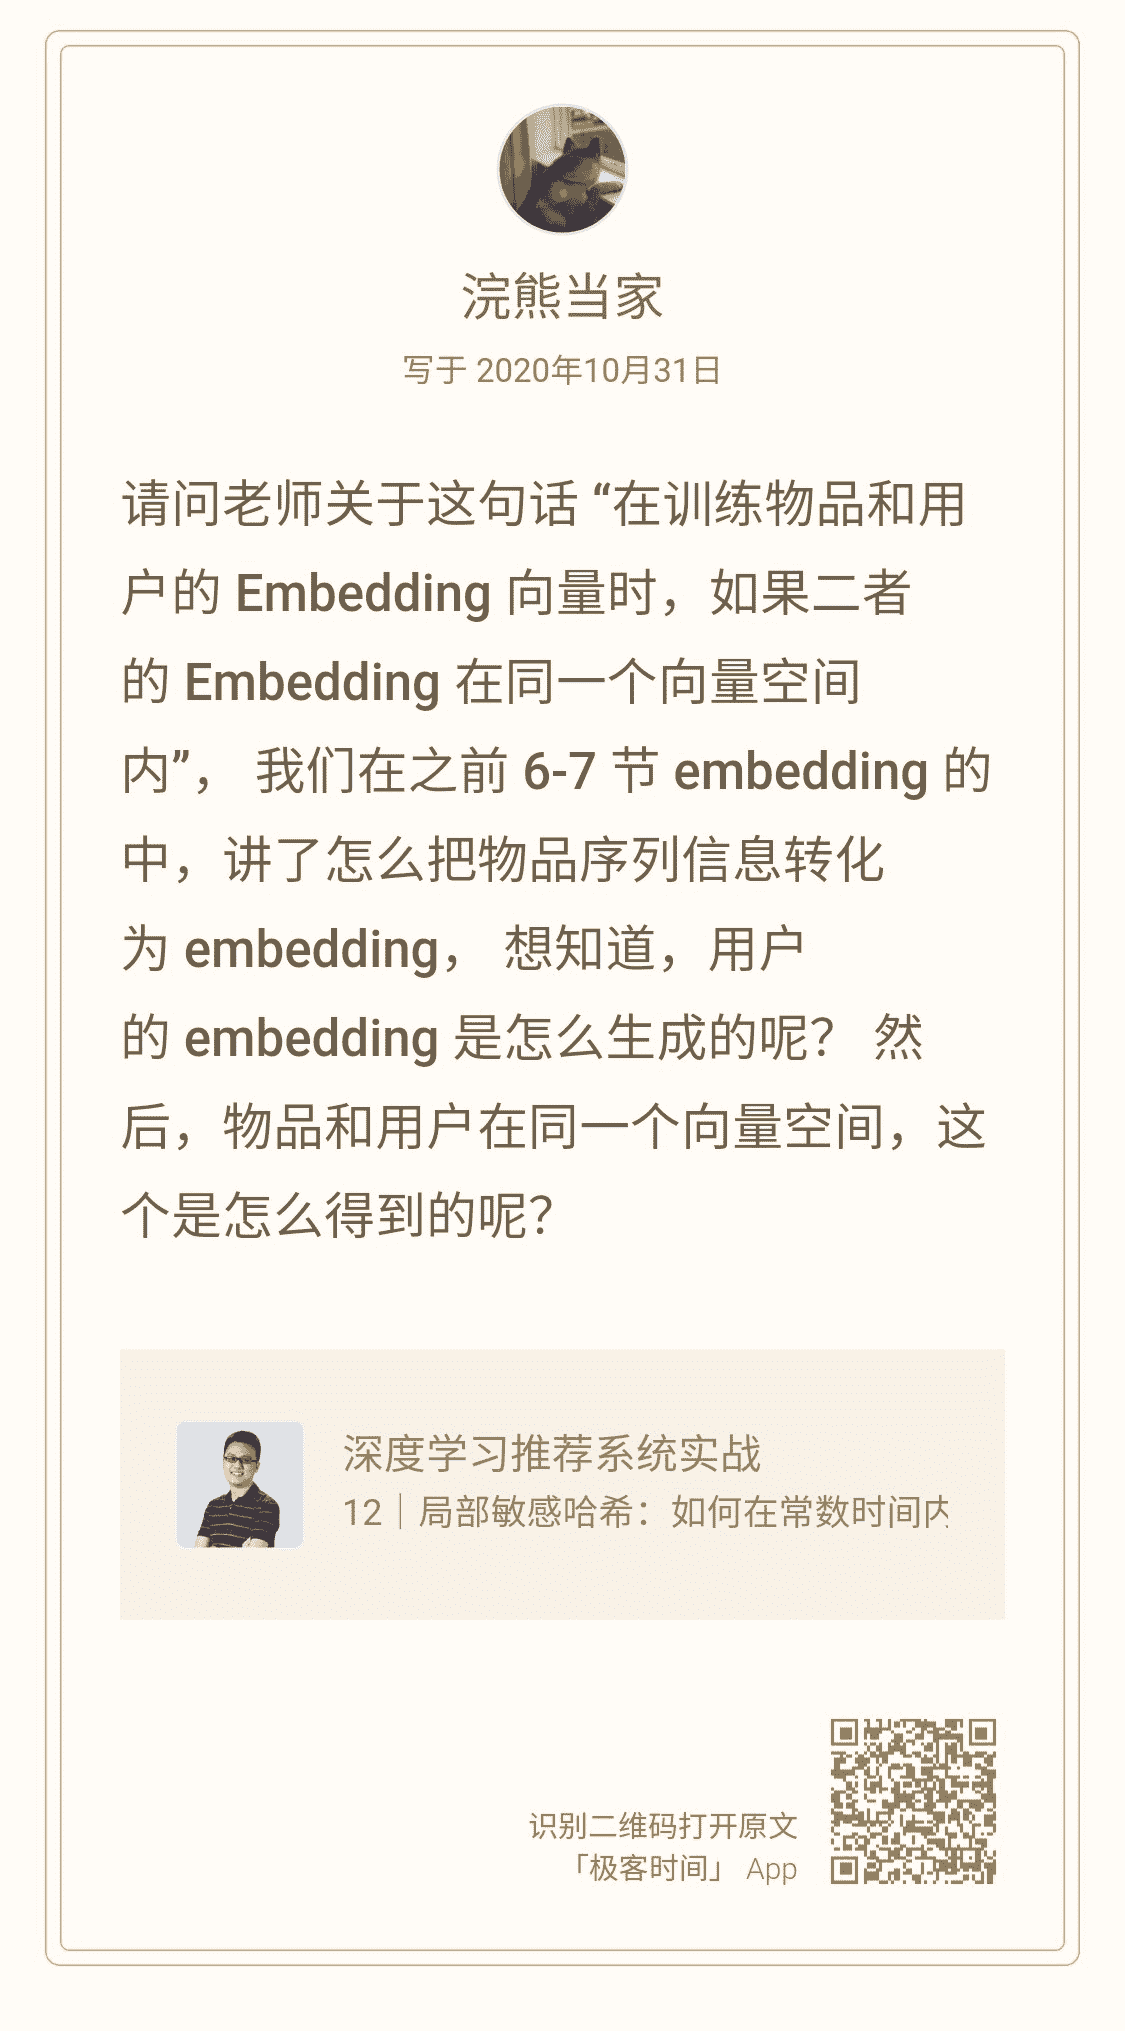 浣熊当家
写于 2020年10月31日
请问老师关于这句话 “在训练物品和用
户的 Embedding 向量时，如果二者
的 Embedding 在同一个向量空间
内”， 我们在之前 6-7 节 embedding 的
中，讲了怎么把物品序列信息转化
为 embedding， 想知道，用户
的 embedding 是怎么生成的呢？ 然
后，物品和用户在同一个向量空间，这
个是怎么得到的呢？
深度学习推荐系统实战
12｜局部敏感哈希：如何在常数时间内
识别二维码打开原文
「极客时间」 App